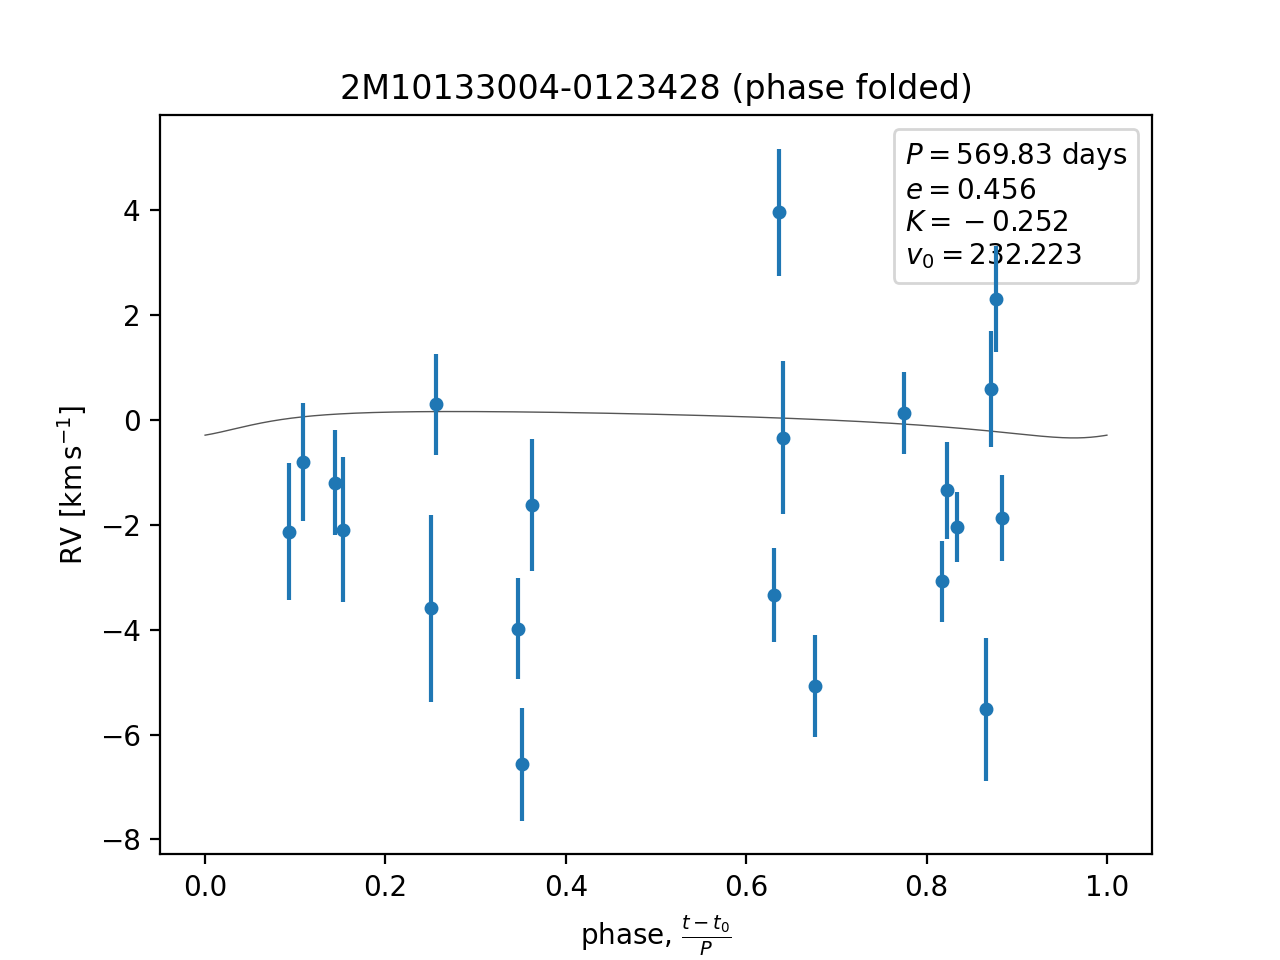 2M10133004-0123428 (phase folded)
P = 569.83 days
e = 0.456
K = −0.252
v₀ = 232.223
RV [km s⁻¹]
4
2
0
−2
−4
−6
−8
0.0 0.2 0.4 0.6 0.8 1.0
phase, (t − t₀)/P